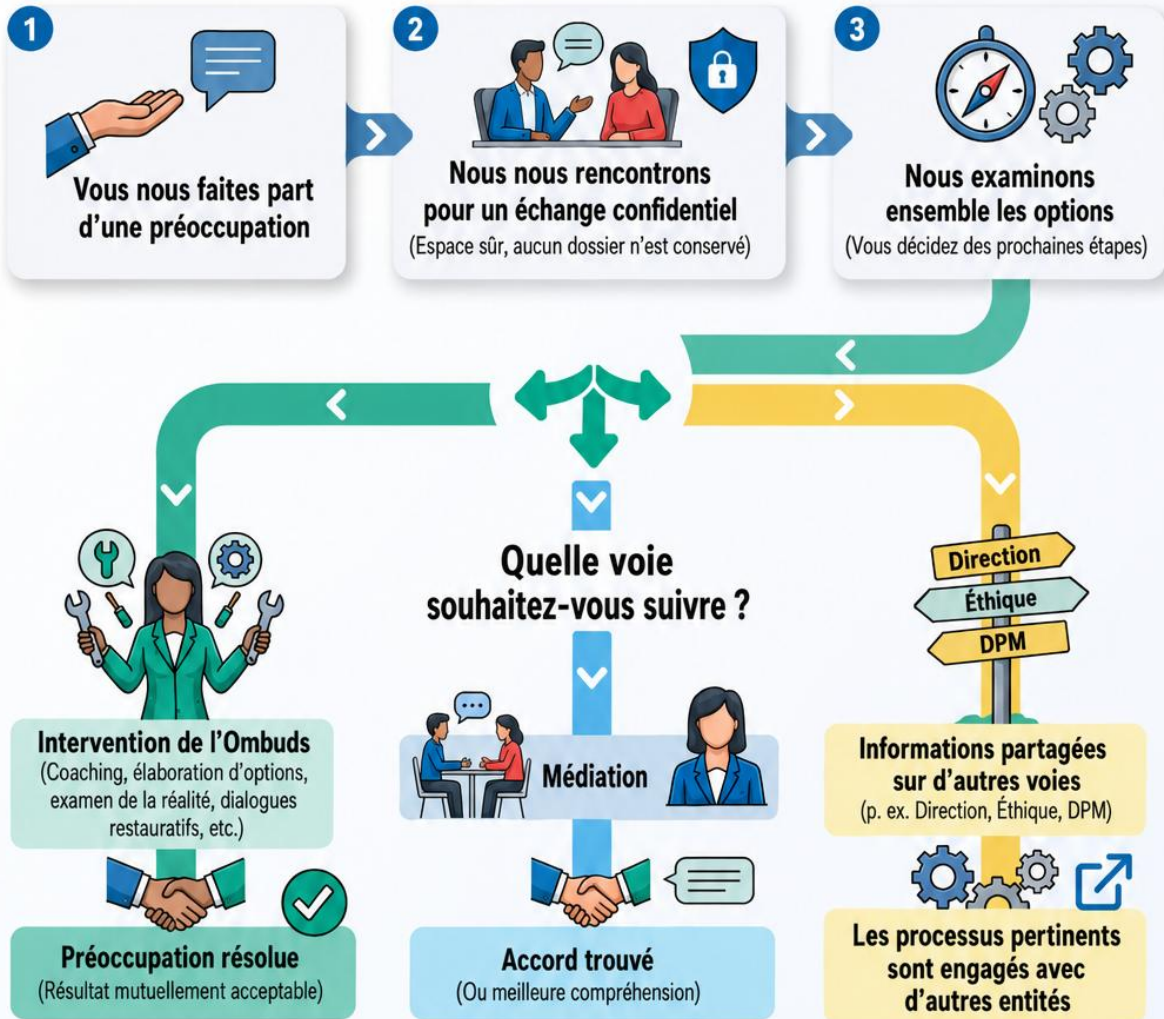 1
Vous nous faites part
d’une préoccupation
2
Nous nous rencontrons
pour un échange confidentiel
(Espace sûr, aucun dossier n’est conservé)
3
Nous examinons
ensemble les options
(Vous décidez des prochaines étapes)
Quelle voie
souhaitez-vous suivre ?
Intervention de l’Ombuds
(Coaching, élaboration d’options,
examen de la réalité, dialogues
restauratifs, etc.)
Préoccupation résolue
(Résultat mutuellement acceptable)
Médiation
Accord trouvé
(Ou meilleure compréhension)
Direction
Éthique
DPM
Informations partagées
sur d’autres voies
(p. ex. Direction, Éthique, DPM)
Les processus pertinents
sont engagés avec
d’autres entités